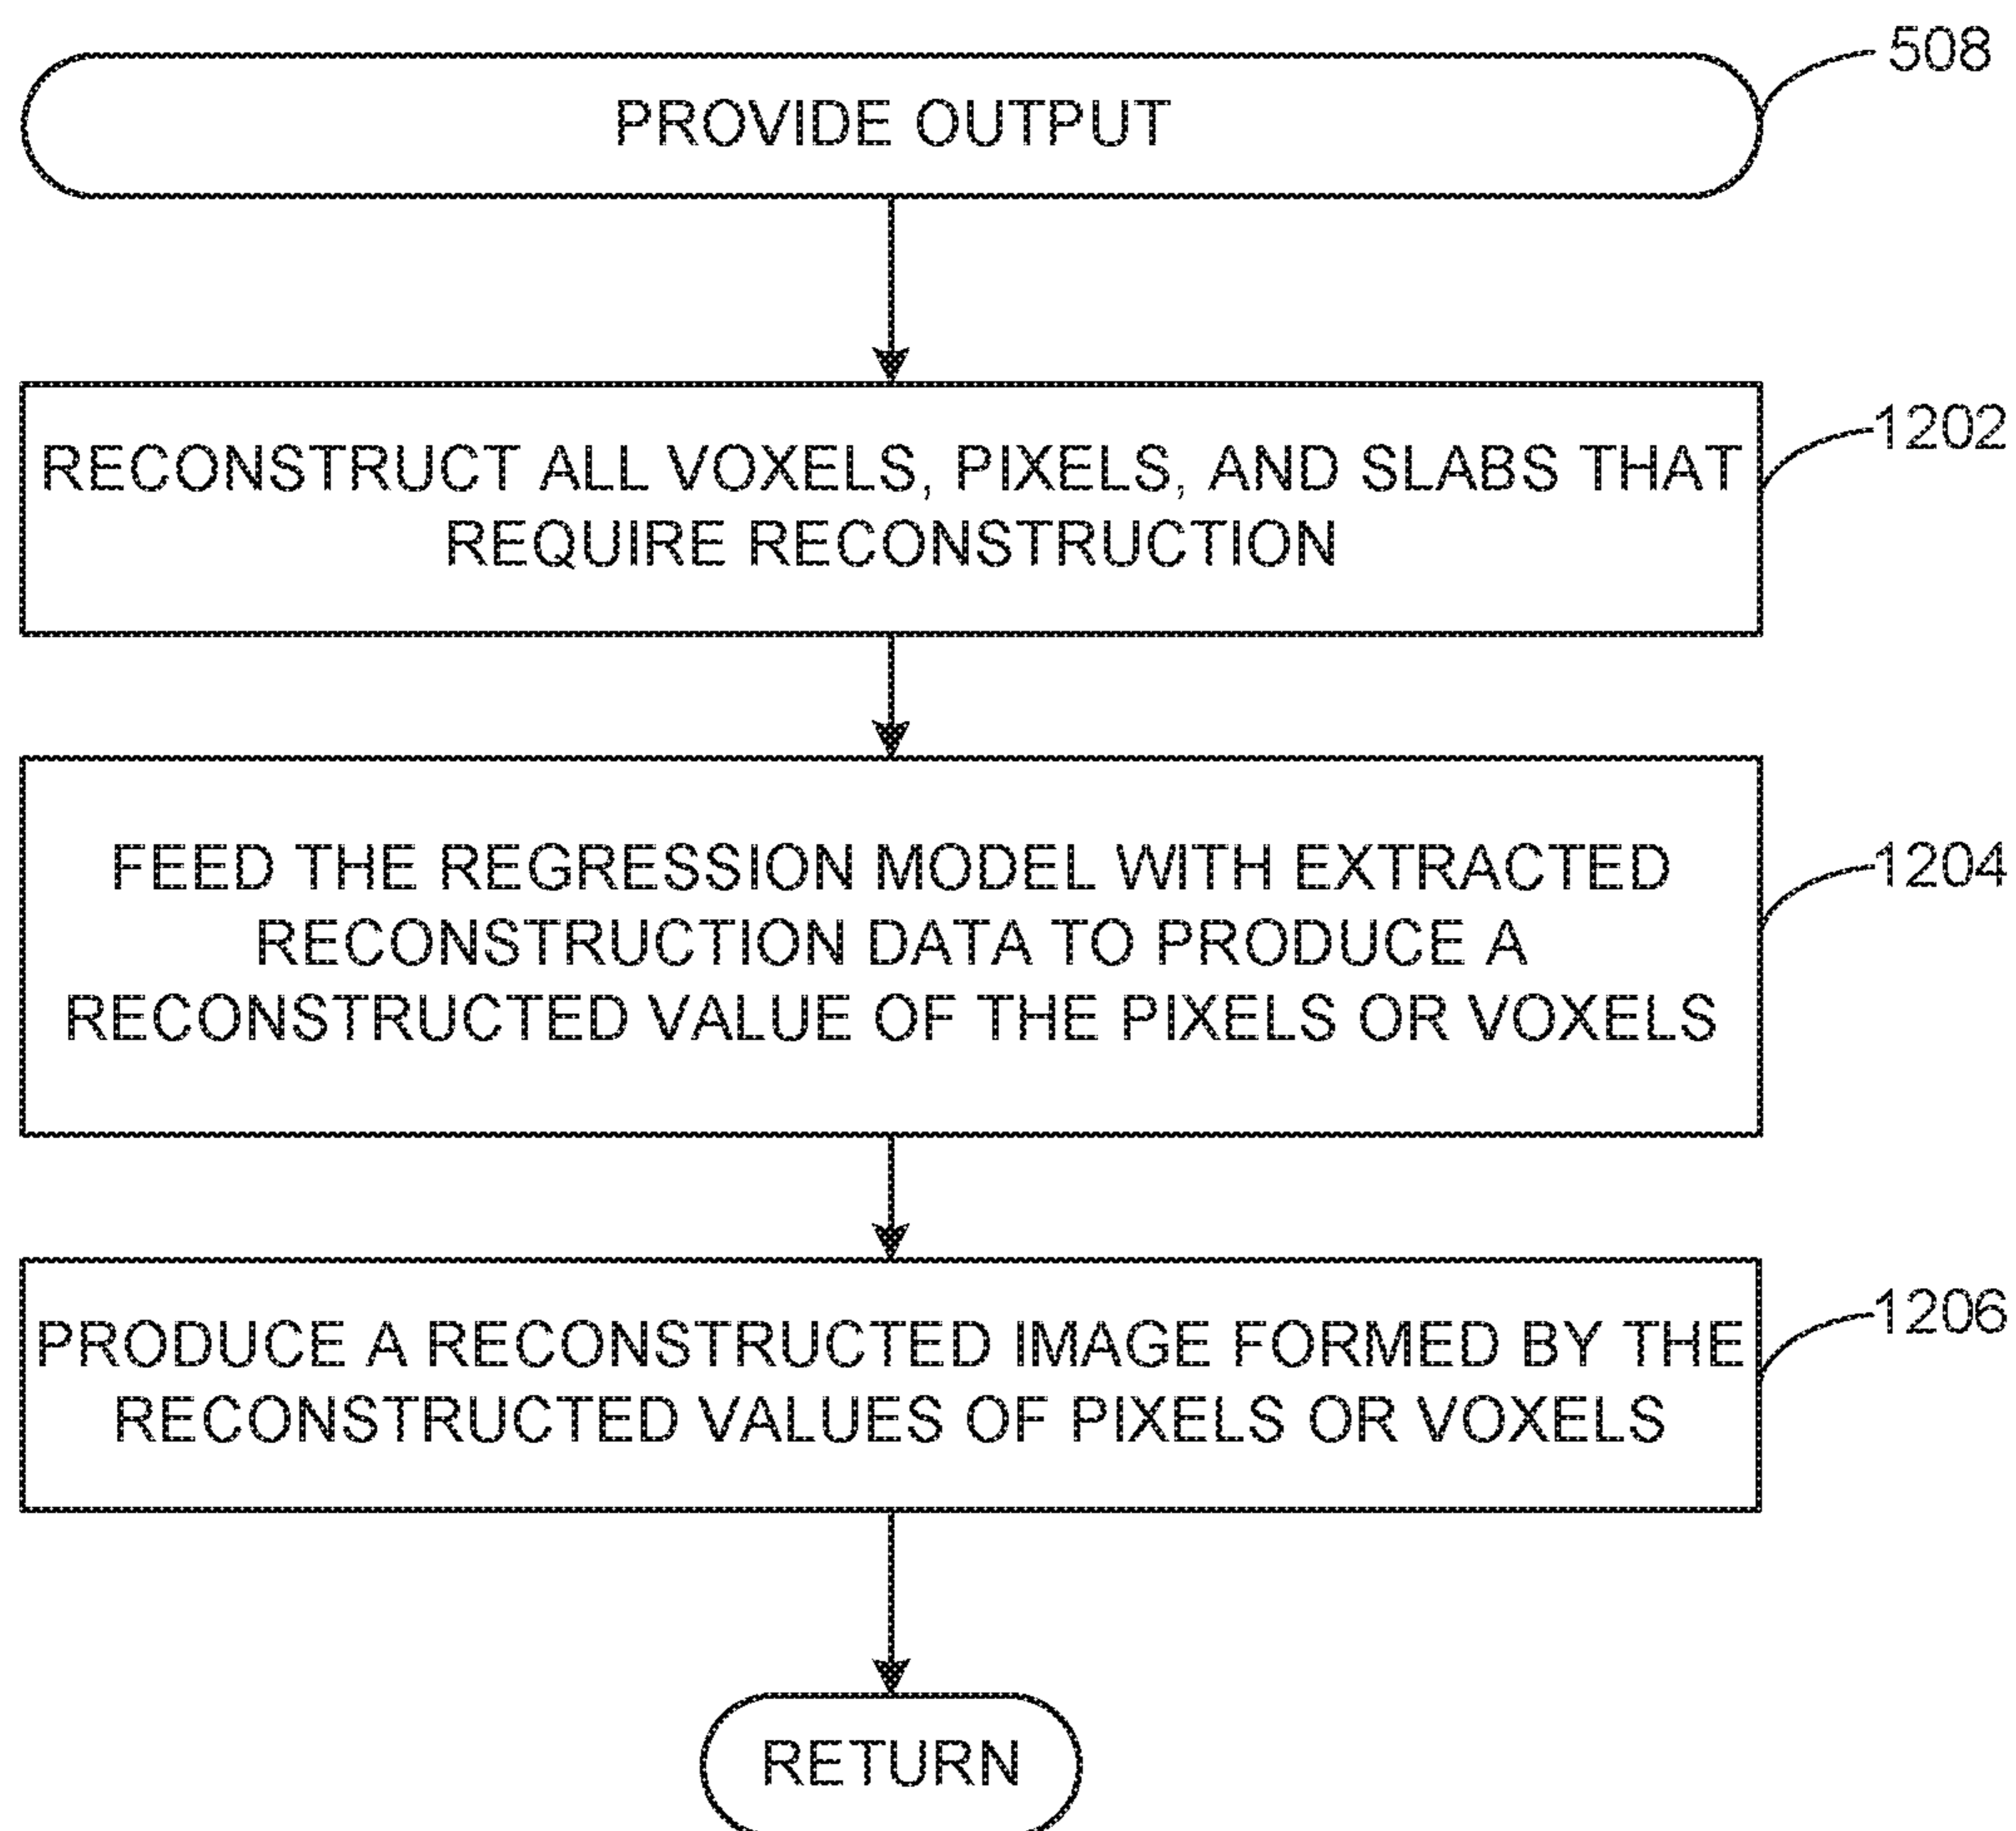 508
PROVIDE OUTPUT
1202
RECONSTRUCT ALL VOXELS, PIXELS, AND SLABS THAT
REQUIRE RECONSTRUCTION
1204
FEED THE REGRESSION MODEL WITH EXTRACTED
RECONSTRUCTION DATA TO PRODUCE A
RECONSTRUCTED VALUE OF THE PIXELS OR VOXELS
1206
PRODUCE A RECONSTRUCTED IMAGE FORMED BY THE
RECONSTRUCTED VALUES OF PIXELS OR VOXELS
RETURN